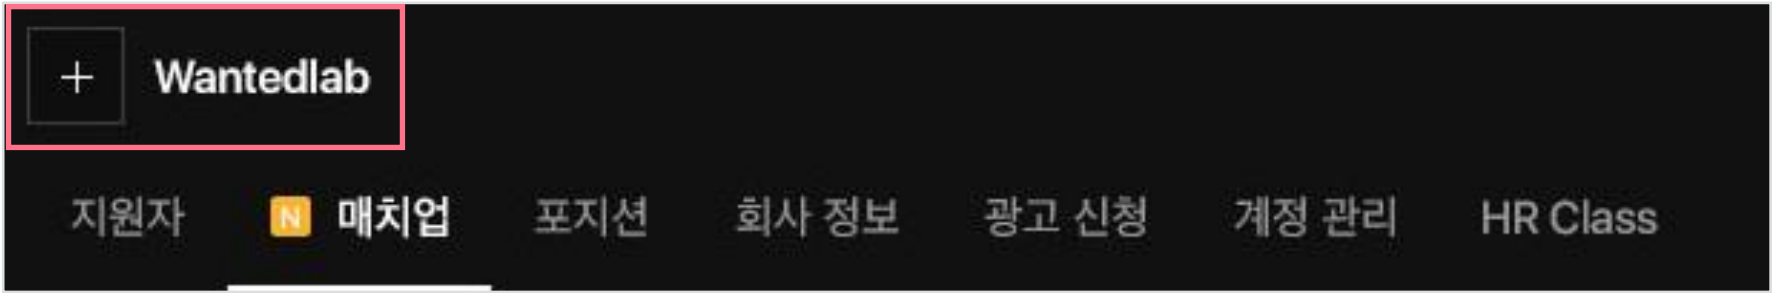 + Wantedlab
지원자 N 매치업 포지션 회사 정보 광고 신청 계정 관리 HR Class